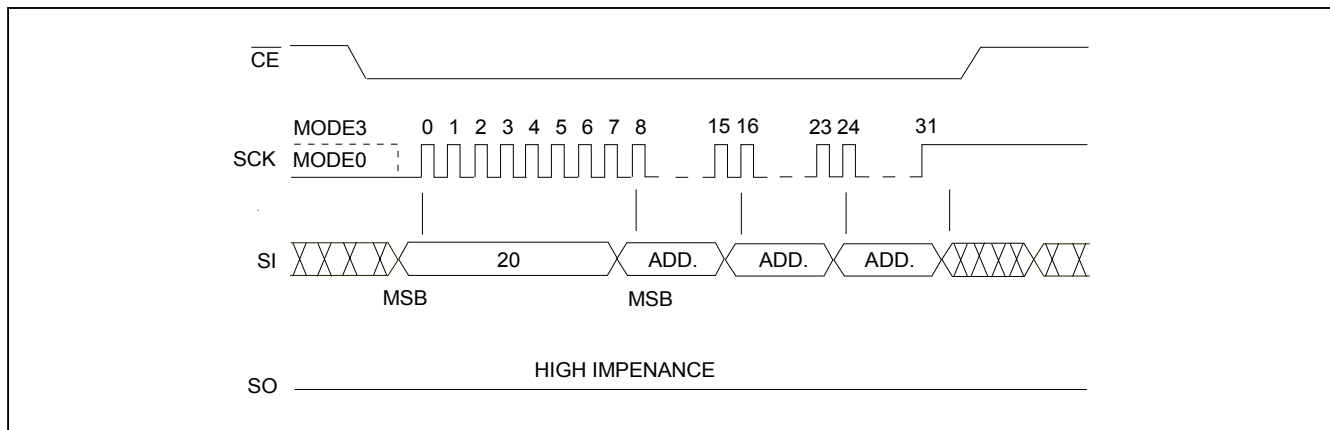 CE
MODE3
0 1 2 3 4 5 6 7 8 15 16 23 24 31
SCK
MODE0
SI
20 ADD. ADD. ADD.
MSB MSB
HIGH IMPENANCE
SO